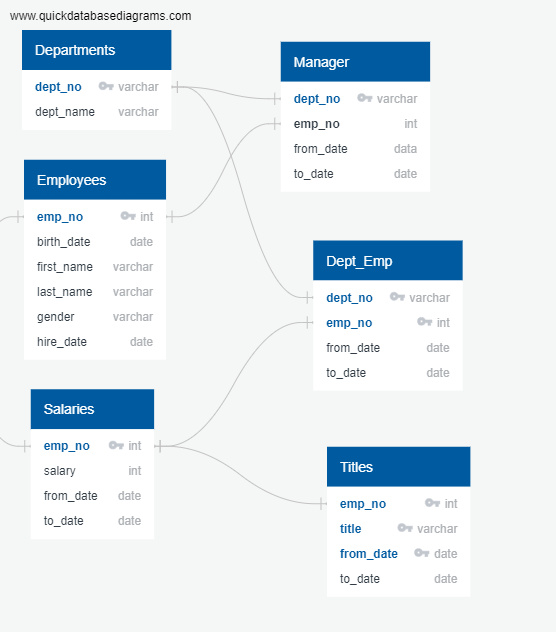 www.quickdatabasediagrams.com
Departments
dept_no varchar
dept_name varchar
Manager
dept_no varchar
emp_no int
from_date data
to_date date
Employees
emp_no int
birth_date date
first_name varchar
last_name varchar
gender varchar
hire_date date
Dept_Emp
dept_no varchar
emp_no int
from_date date
to_date date
Salaries
emp_no int
salary int
from_date date
to_date date
Titles
emp_no int
title varchar
from_date date
to_date date